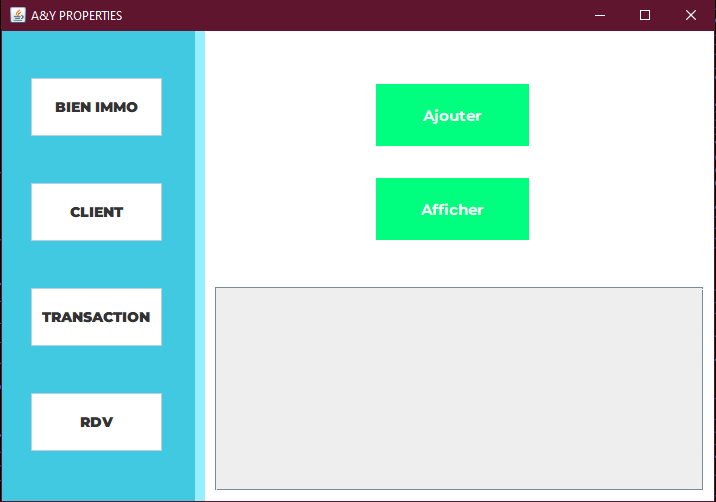 A&Y PROPERTIES
BIEN IMMO
CLIENT
TRANSACTION
RDV
Ajouter
Afficher